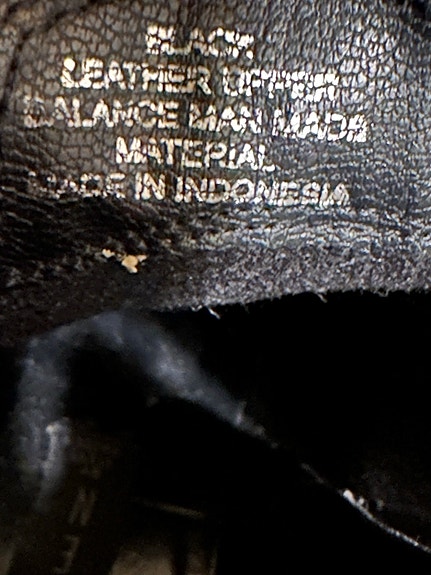 BLACK
LEATHER UPPER
BALANCE MAN MADE
MATERIAL
MADE IN INDONESIA